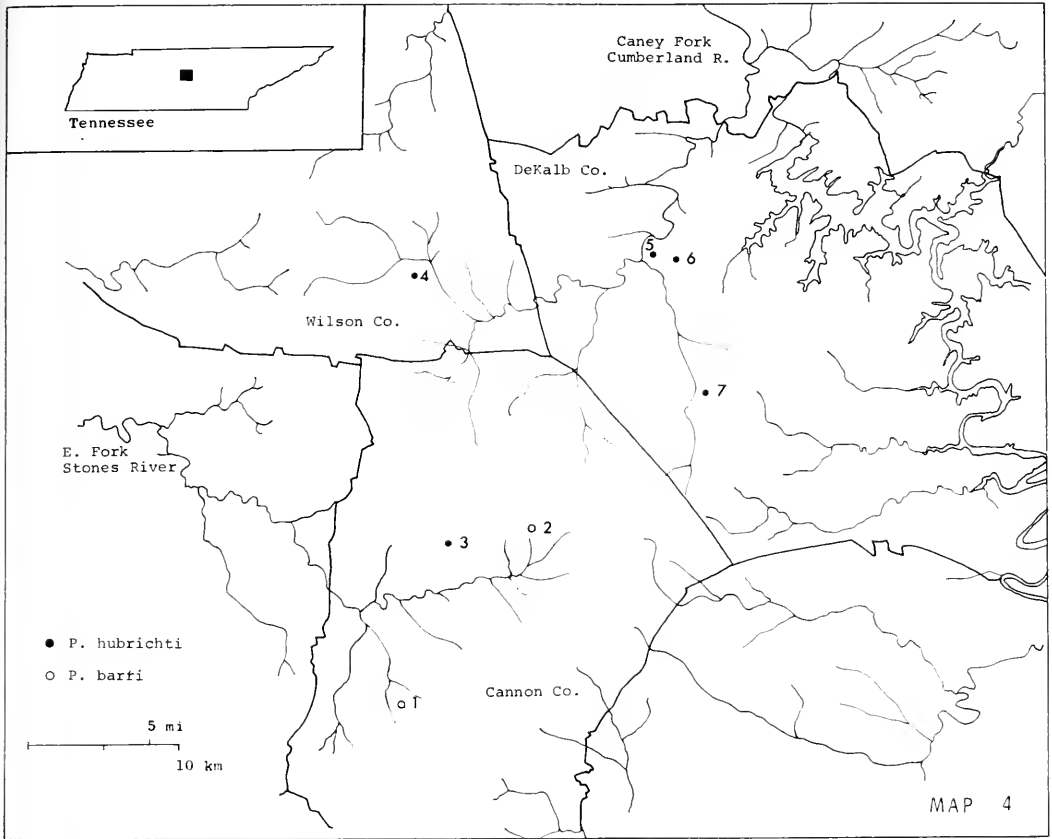 Tennessee
Caney Fork
Cumberland R.
DeKalb Co.
5
6
4
Wilson Co.
7
E. Fork
Stones River
2
3
● P. hubrichti
○ P. barri
1
Cannon Co.
5 mi
10 km
MAP 4